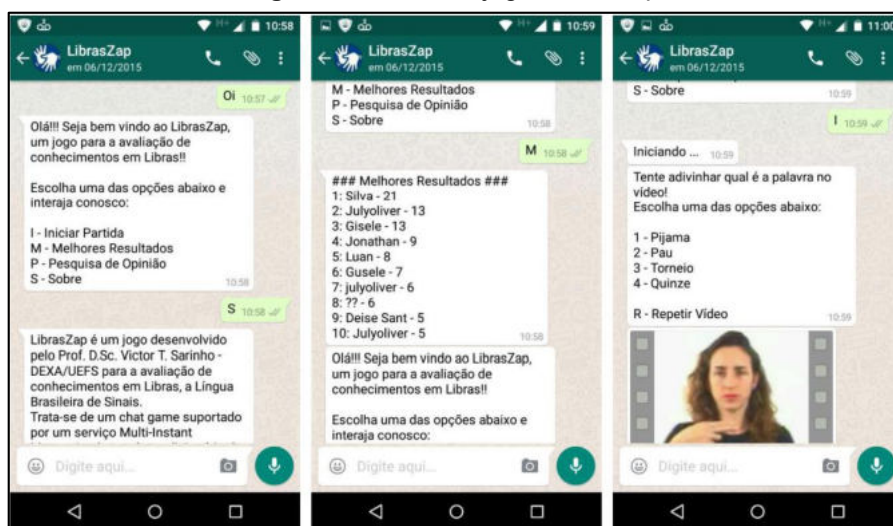 10:58
LibrasZap
em 06/12/2015
Oi 10:57
Olá!!! Seja bem vindo ao LibrasZap,
um jogo para a avaliação de
conhecimentos em Libras!!
Escolha uma das opções abaixo e
interaja conosco:
I - Iniciar Partida
M - Melhores Resultados
P - Pesquisa de Opinião
S - Sobre
10:58
S 10:58
LibrasZap é um jogo desenvolvido
pelo Prof. D.Sc. Victor T. Sarinho -
DEXA/UEFS para a avaliação de
conhecimentos em Libras, a Língua
Brasileira de Sinais.
Trata-se de um chat game suportado
por um serviço Multi-Instant
Digite aqui...
H+ 10:59
LibrasZap
em 06/12/2015
M - Melhores Resultados
P - Pesquisa de Opinião
S - Sobre
10:58
M 10:58
### Melhores Resultados ###
1: Silva - 21
2: Julyoliver - 13
3: Gisele - 13
4: Jonathan - 9
5: Luan - 8
6: Gusele - 7
7: julyoliver - 6
8: ?? - 6
9: Deise Sant - 5
10: Julyoliver - 5
10:58
Olá!!! Seja bem vindo ao LibrasZap,
um jogo para a avaliação de
conhecimentos em Libras!!
Escolha uma das opções abaixo e
interaja conosco:
Digite aqui...
H+ 11:00
LibrasZap
em 06/12/2015
S - Sobre
10:59
I 10:59
Iniciando ... 10:59
Tente adivinhar qual é a palavra no
vídeo!
Escolha uma das opções abaixo:
1 - Pijama
2 - Pau
3 - Torneio
4 - Quinze
R - Repetir Vídeo
10:59
Digite aqui...